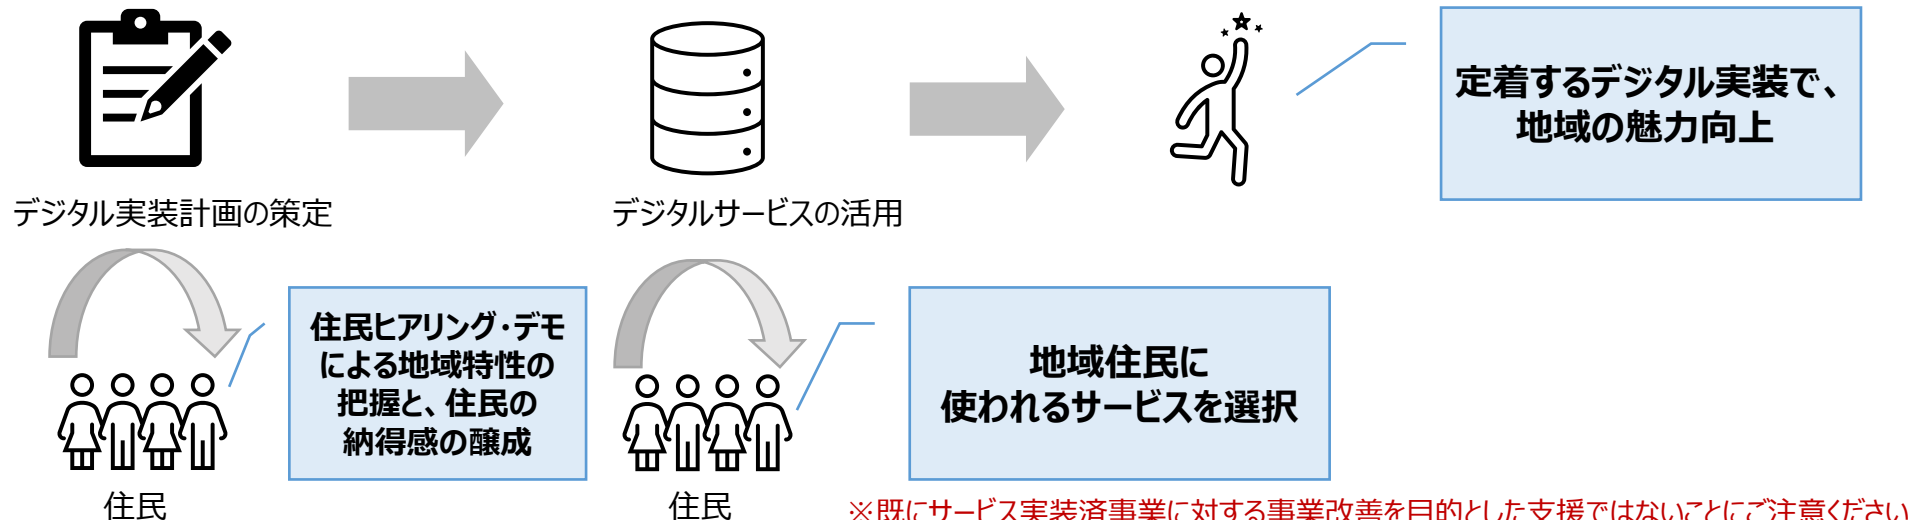 定着するデジタル実装で、
地域の魅力向上
デジタル実装計画の策定
デジタルサービスの活用
住民ヒアリング・デモ
による地域特性の
把握と、住民の
納得感の醸成
地域住民に
使われるサービスを選択
住民
住民
※既にサービス実装済事業に対する事業改善を目的とした支援ではないことにご注意ください